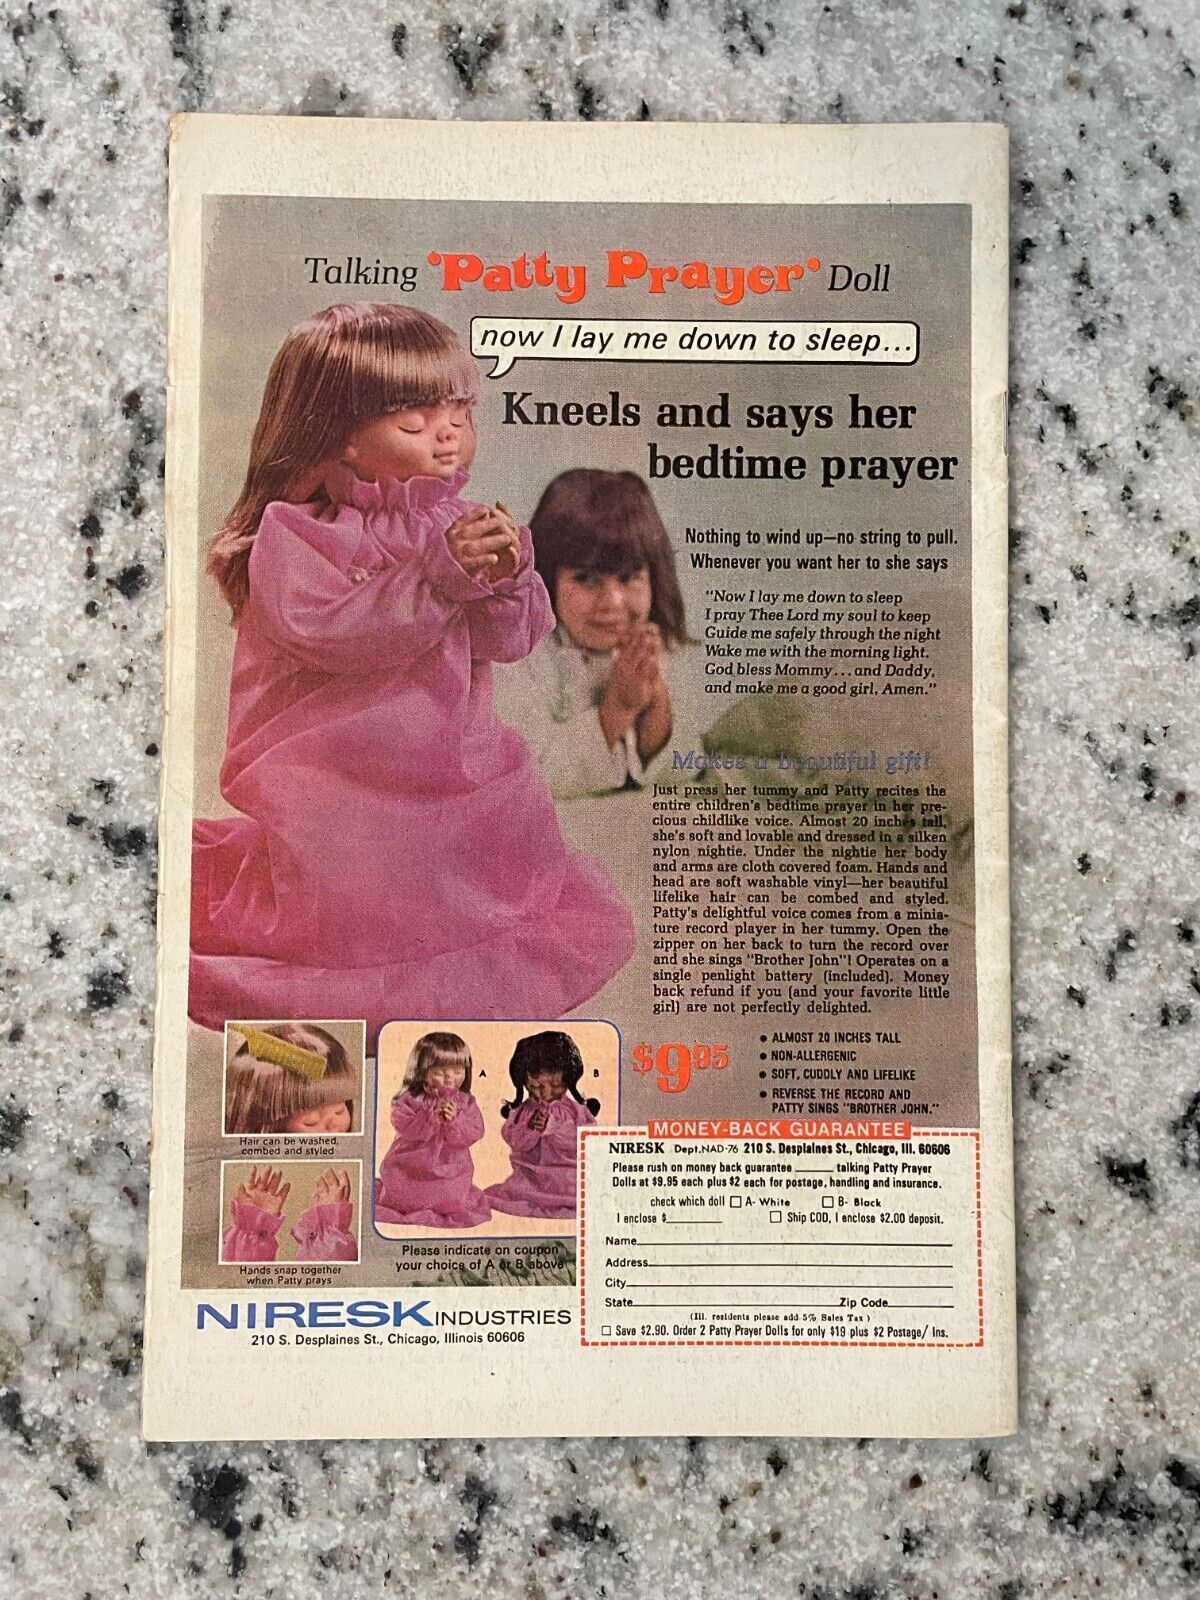 Talking 'Patty Prayer' Doll
now I lay me down to sleep...
Kneels and says her
bedtime prayer
Nothing to wind up—no string to pull.
Whenever you want her to she says
"Now I lay me down to sleep
I pray Thee Lord my soul to keep
Guide me safely through the night
Wake me with the morning light.
God bless Mommy...and Daddy,
and make me a good girl, Amen."
Makes a beautiful gift!
Just press her tummy and Patty recites the
entire children's bedtime prayer in her pre-
cious childlike voice. Almost 20 inches tall,
she's soft and lovable and dressed in a silken
nylon nightie. Under the nightie her body
and arms are cloth covered foam. Hands and
head are soft washable vinyl—her beautiful
lifelike hair can be combed and styled.
Patty's delightful voice comes from a minia-
ture record player in her tummy. Open the
zipper on her back to turn the record over
and she sings "Brother John"! Operates on a
single penlight battery (included). Money
back refund if you (and your favorite little
girl) are not perfectly delighted.
$9.95
• ALMOST 20 INCHES TALL
• NON-ALLERGENIC
• SOFT, CUDDLY AND LIFELIKE
• REVERSE THE RECORD AND
PATTY SINGS "BROTHER JOHN."
Hair can be washed,
combed and styled
Hands snap together
when Patty prays
A
B
Please indicate on coupon
your choice of A or B above
NIRESK INDUSTRIES
210 S. Desplaines St., Chicago, Illinois 60606
MONEY-BACK GUARANTEE
NIRESK Dept.NAD-76 210 S. Desplaines St., Chicago, Ill. 60606
Please rush on money back guarantee ______ talking Patty Prayer
Dolls at $9.95 each plus $2 each for postage, handling and insurance.
check which doll □ A- White □ B- Black
I enclose $________ □ Ship COD, I enclose $2.00 deposit.
Name
Address
City
State Zip Code
(Ill. residents please add 5% Sales Tax)
□ Save $2.90. Order 2 Patty Prayer Dolls for only $19 plus $2 Postage/ Ins.